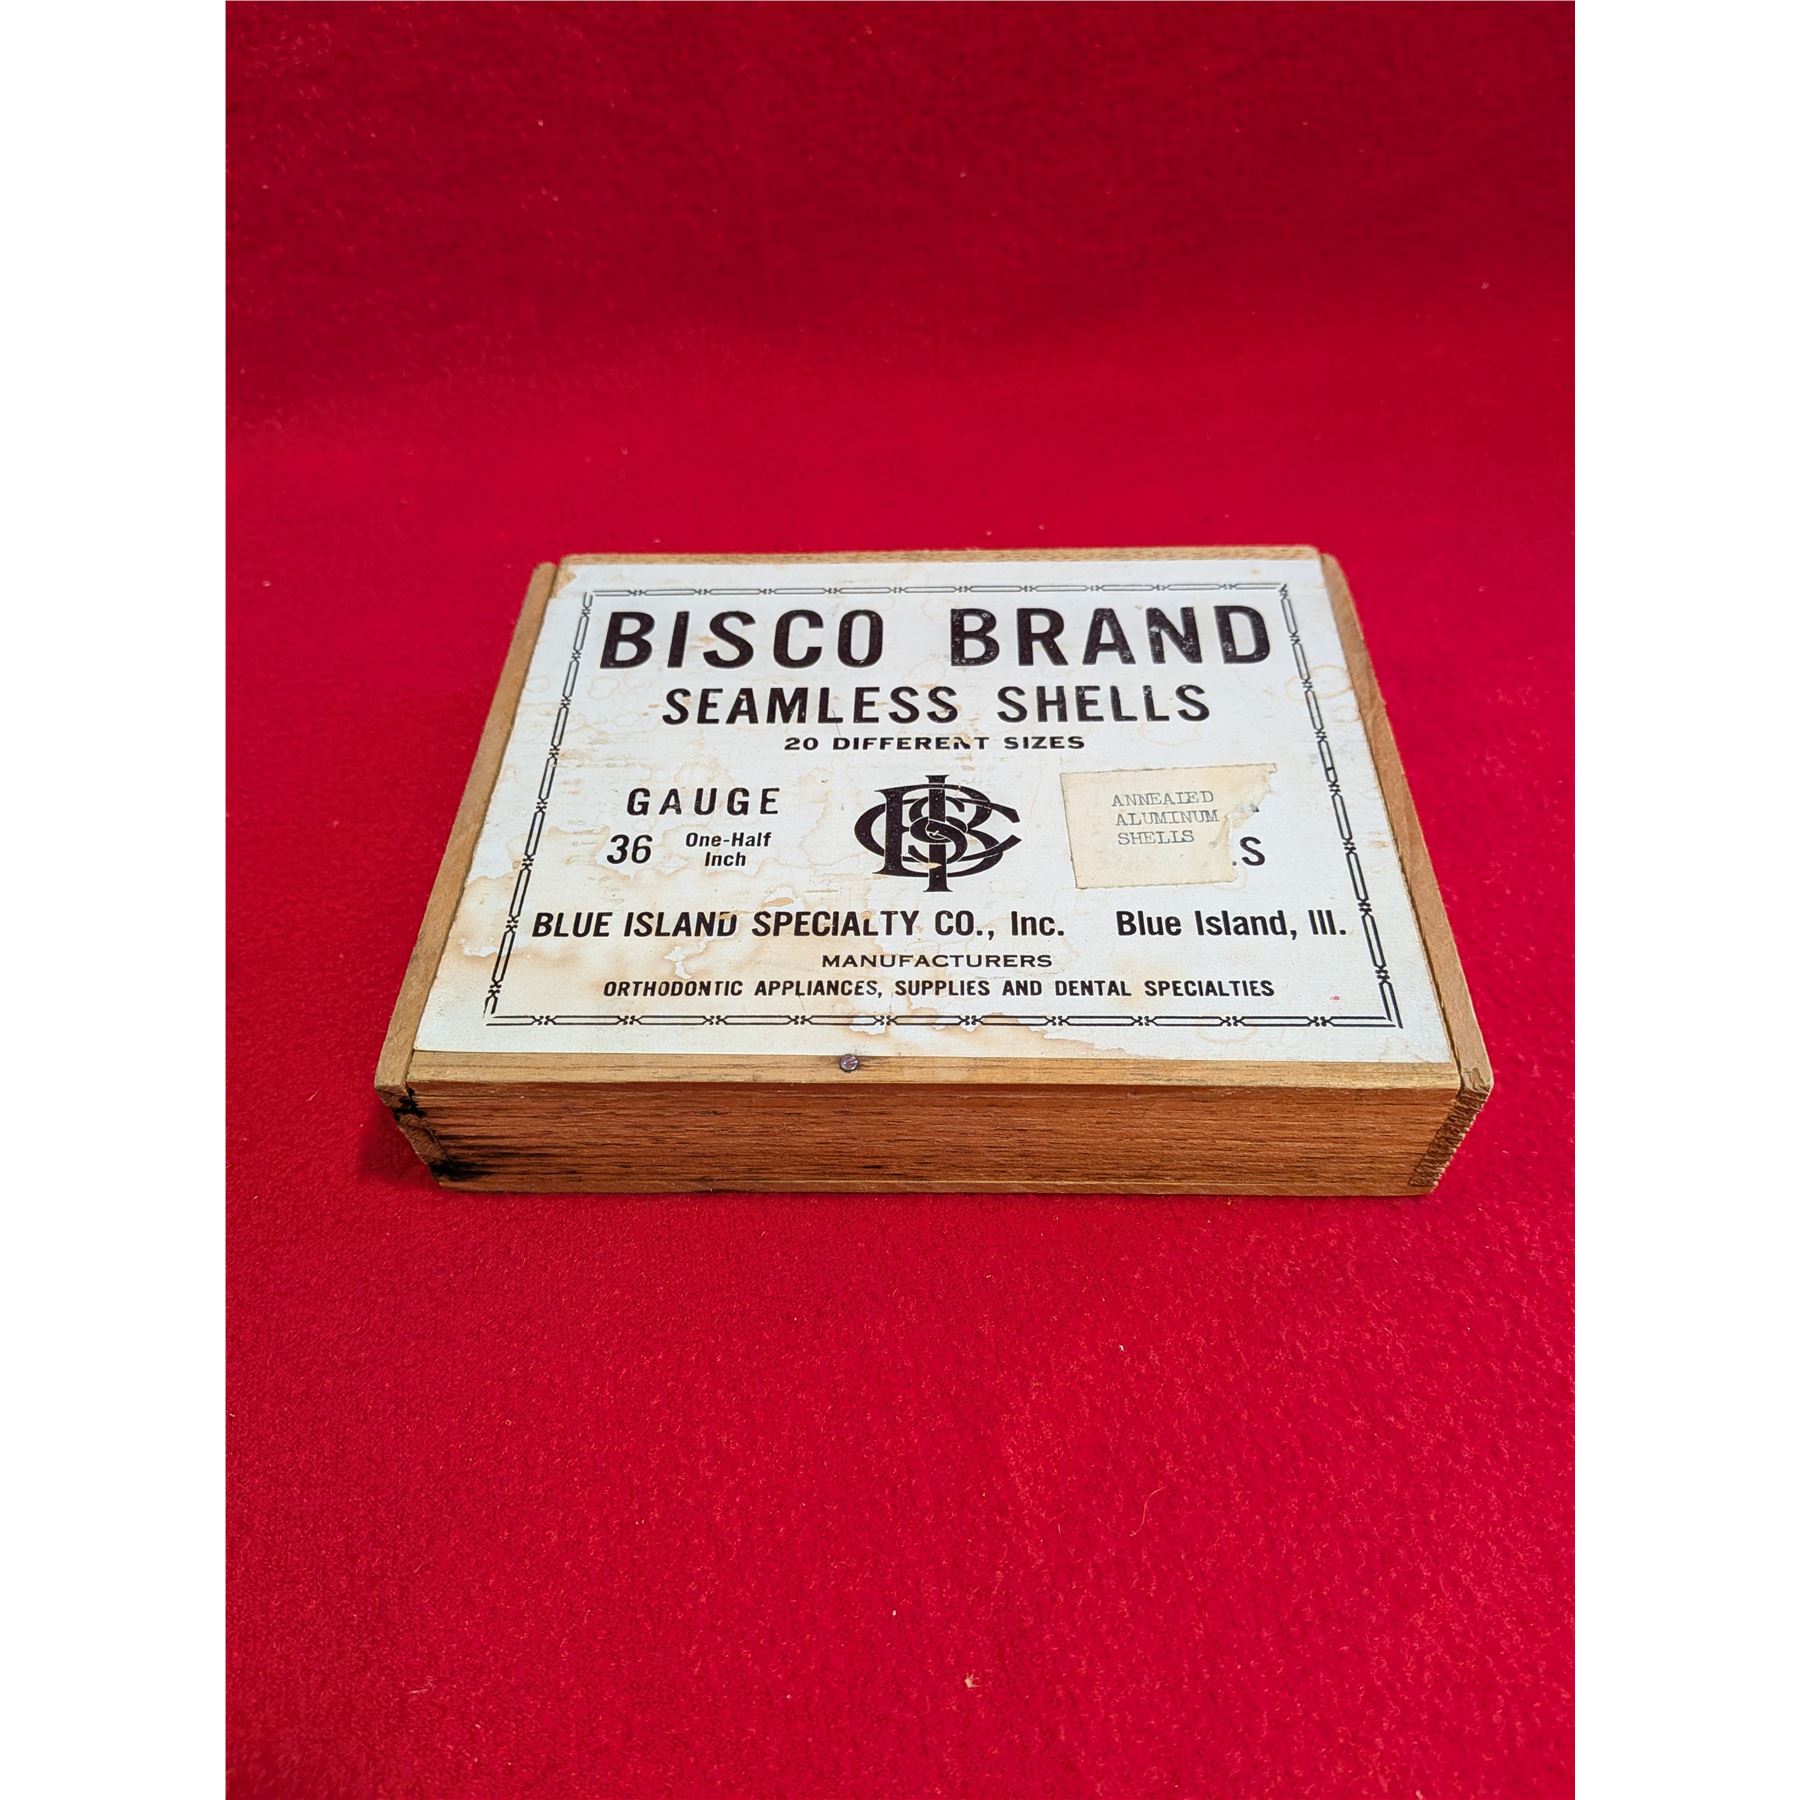 BISCO BRAND
SEAMLESS SHELLS
20 DIFFERENT SIZES
GAUGE
36 One-Half Inch
ANNEALED
ALUMINUM
SHELLS
.S
BLUE ISLAND SPECIALTY CO., Inc. Blue Island, Ill.
MANUFACTURERS
ORTHODONTIC APPLIANCES, SUPPLIES AND DENTAL SPECIALTIES